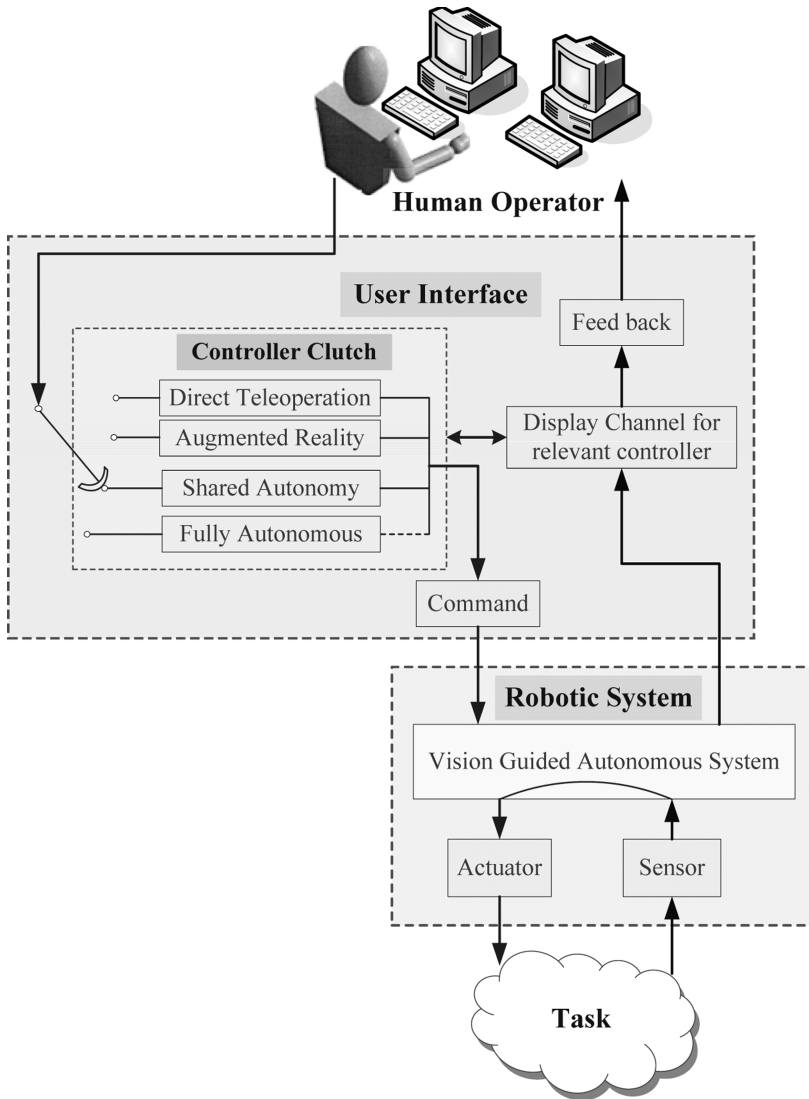 Human Operator
User Interface
Feed back
Controller Clutch
Direct Teleoperation
Augmented Reality
Shared Autonomy
Fully Autonomous
Display Channel for
relevant controller
Command
Robotic System
Vision Guided Autonomous System
Actuator
Sensor
Task